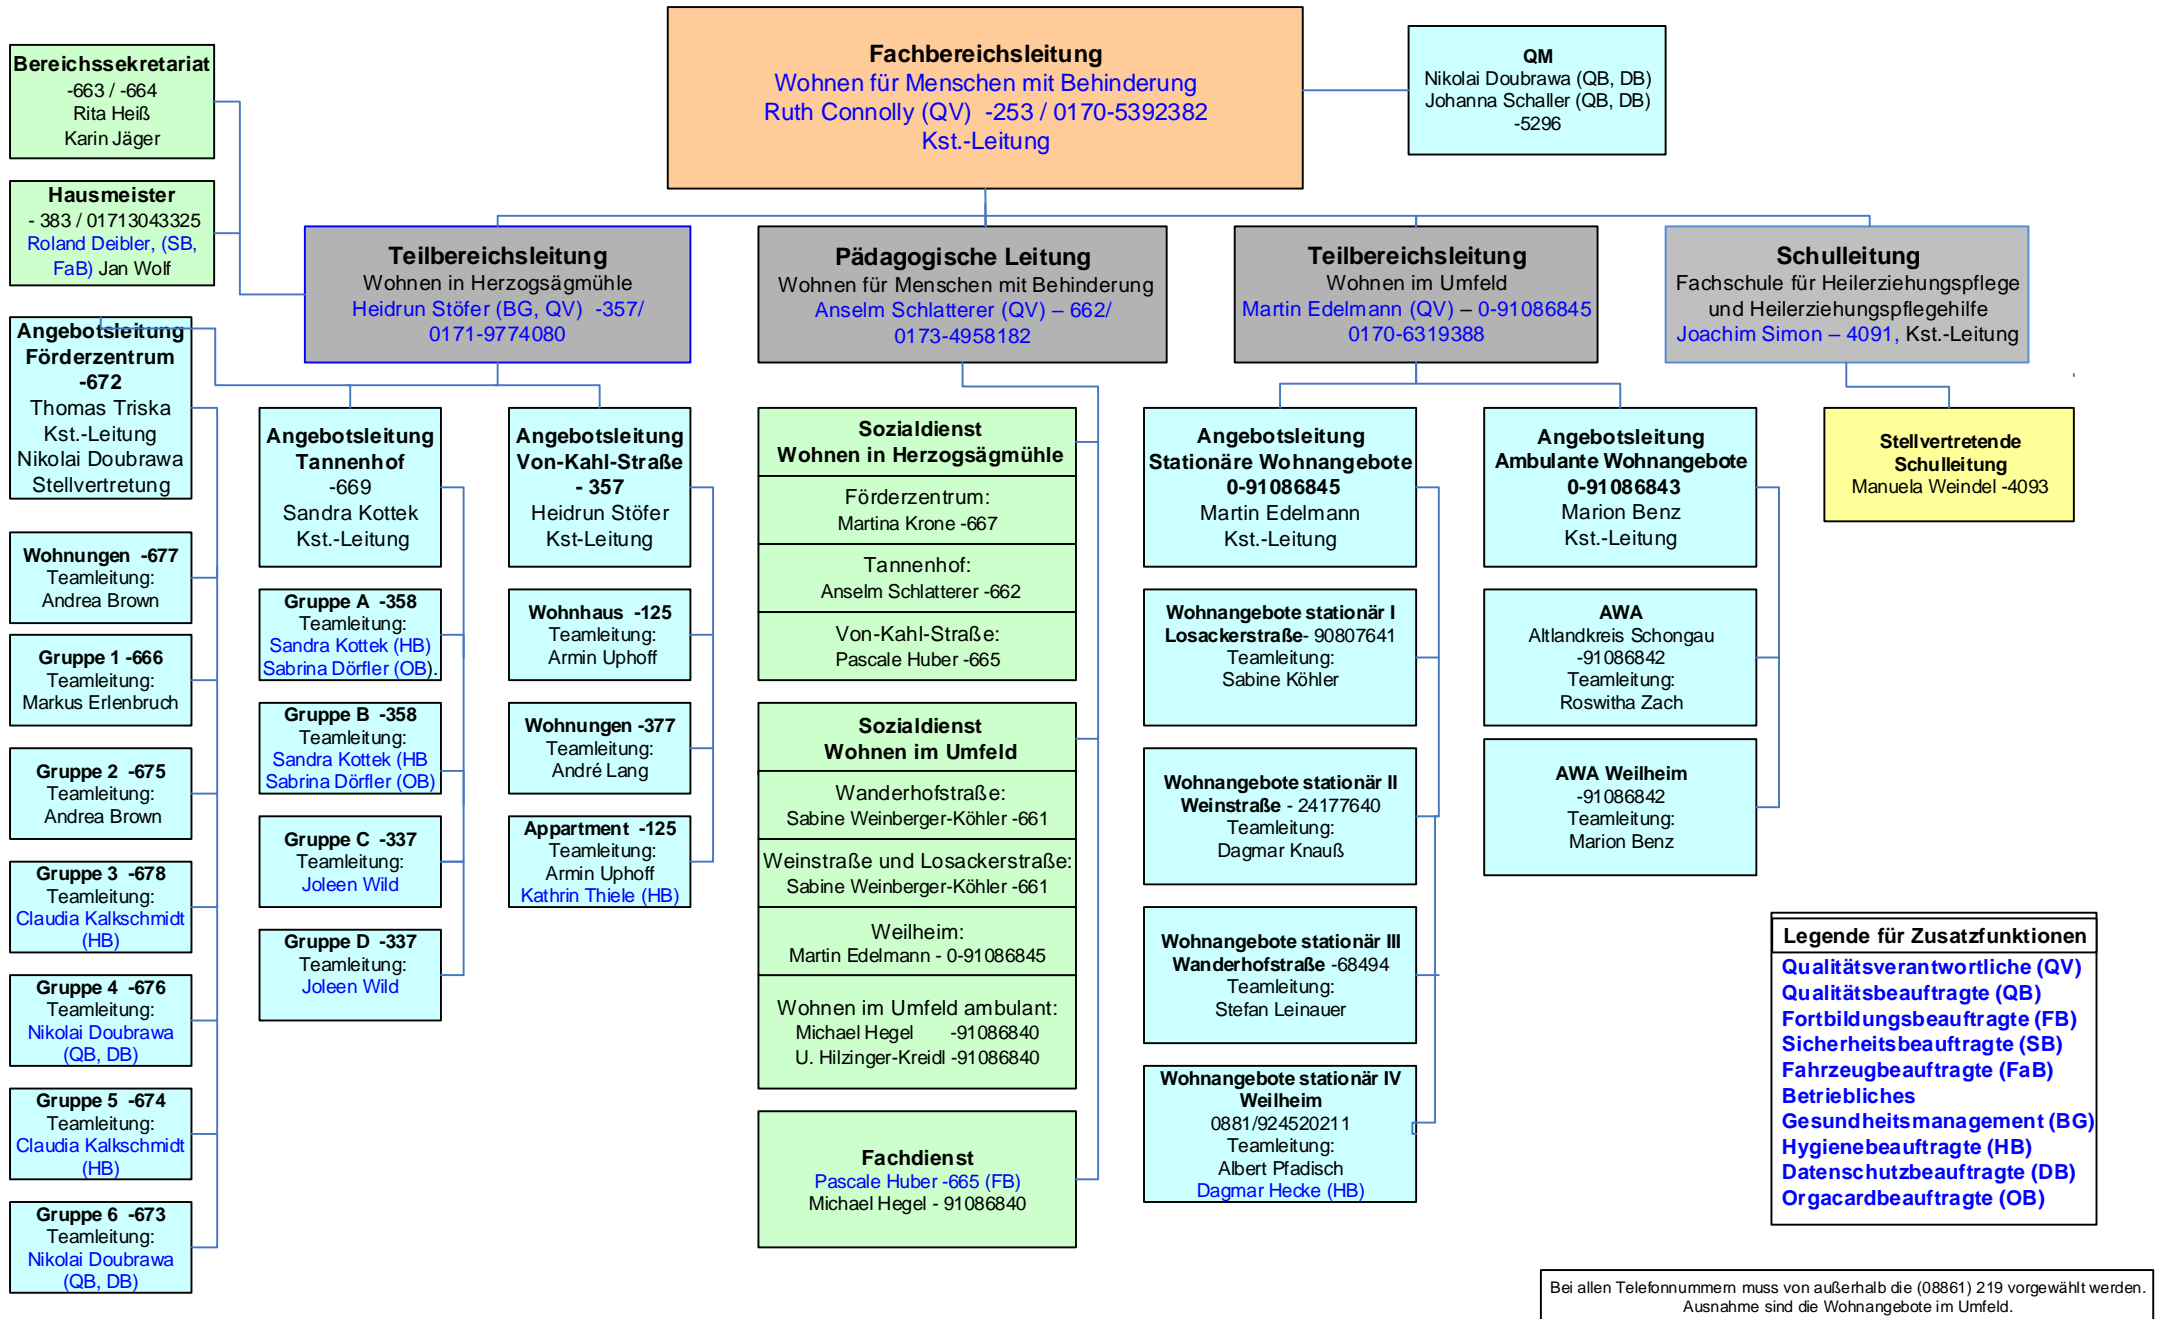 Fachbereichsleitung
Wohnen für Menschen mit Behinderung
Ruth Connolly (QV)  -253 / 0170-5392382
Kst.-Leitung
QM
Nikolai Doubrawa (QB, DB)
Johanna Schaller (QB, DB)
-5296
Bereichssekretariat
-663 / -664
Rita Heiß
Karin Jäger
Hausmeister
- 383 / 01713043325
Roland Deibler, (SB,
FaB) Jan Wolf
Teilbereichsleitung
Wohnen in Herzogsägmühle
Heidrun Stöfer (BG, QV)  -357/
0171-9774080
Pädagogische Leitung
Wohnen für Menschen mit Behinderung
Anselm Schlatterer (QV) – 662/
0173-4958182
Teilbereichsleitung
Wohnen im Umfeld
Martin Edelmann (QV) – 0-91086845
0170-6319388
Schulleitung
Fachschule für Heilerziehungspflege
und Heilerziehungspflegehilfe
Joachim Simon – 4091, Kst.-Leitung
Angebotsleitung
Förderzentrum
-672
Thomas Triska
Kst.-Leitung
Nikolai Doubrawa
Stellvertretung
Wohnungen  -677
Teamleitung:
Andrea Brown
Gruppe 1 -666
Teamleitung:
Markus Erlenbruch
Gruppe 2  -675
Teamleitung:
Andrea Brown
Gruppe 3  -678
Teamleitung:
Claudia Kalkschmidt
(HB)
Gruppe 4  -676
Teamleitung:
Nikolai Doubrawa
(QB, DB)
Gruppe 5  -674
Teamleitung:
Claudia Kalkschmidt
(HB)
Gruppe 6  -673
Teamleitung:
Nikolai Doubrawa
(QB, DB)
Angebotsleitung
Tannenhof
-669
Sandra Kottek
Kst.-Leitung
Gruppe A  -358
Teamleitung:
Sandra Kottek (HB)
Sabrina Dörfler (OB).
Gruppe B  -358
Teamleitung:
Sandra Kottek (HB
Sabrina Dörfler (OB)
Gruppe C  -337
Teamleitung:
Joleen Wild
Gruppe D  -337
Teamleitung:
Joleen Wild
Angebotsleitung
Von-Kahl-Straße
- 357
Heidrun Stöfer
Kst-Leitung
Wohnhaus  -125
Teamleitung:
Armin Uphoff
Wohnungen -377
Teamleitung:
André Lang
Appartment  -125
Teamleitung:
Armin Uphoff
Kathrin Thiele (HB)
Sozialdienst
Wohnen in Herzogsägmühle
Förderzentrum:
Martina Krone -667
Tannenhof:
Anselm Schlatterer -662
Von-Kahl-Straße:
Pascale Huber -665
Sozialdienst
Wohnen im Umfeld
Wanderhofstraße:
Sabine Weinberger-Köhler -661
Weinstraße und Losackerstraße:
Sabine Weinberger-Köhler -661
Weilheim:
Martin Edelmann - 0-91086845
Wohnen im Umfeld ambulant:
Michael Hegel       -91086840
U. Hilzinger-Kreidl -91086840
Fachdienst
Pascale Huber -665 (FB)
Michael Hegel - 91086840
Angebotsleitung
Stationäre Wohnangebote
0-91086845
Martin Edelmann
Kst.-Leitung
Wohnangebote stationär I
Losackerstraße- 90807641
Teamleitung:
Sabine Köhler
Wohnangebote stationär II
Weinstraße - 24177640
Teamleitung:
Dagmar Knauß
Wohnangebote stationär III
Wanderhofstraße -68494
Teamleitung:
Stefan Leinauer
Wohnangebote stationär IV
Weilheim
0881/924520211
Teamleitung:
Albert Pfadisch
Dagmar Hecke (HB)
Angebotsleitung
Ambulante Wohnangebote
0-91086843
Marion Benz
Kst.-Leitung
AWA
Altlandkreis Schongau
-91086842
Teamleitung:
Roswitha Zach
AWA Weilheim
-91086842
Teamleitung:
Marion Benz
Stellvertretende
Schulleitung
Manuela Weindel -4093
Legende für Zusatzfunktionen
Qualitätsverantwortliche (QV)
Qualitätsbeauftragte (QB)
Fortbildungsbeauftragte (FB)
Sicherheitsbeauftragte (SB)
Fahrzeugbeauftragte (FaB)
Betriebliches
Gesundheitsmanagement (BG)
Hygienebeauftragte (HB)
Datenschutzbeauftragte (DB)
Orgacardbeauftragte (OB)
Bei allen Telefonnummern muss von außerhalb die (08861) 219 vorgewählt werden.
Ausnahme sind die Wohnangebote im Umfeld.